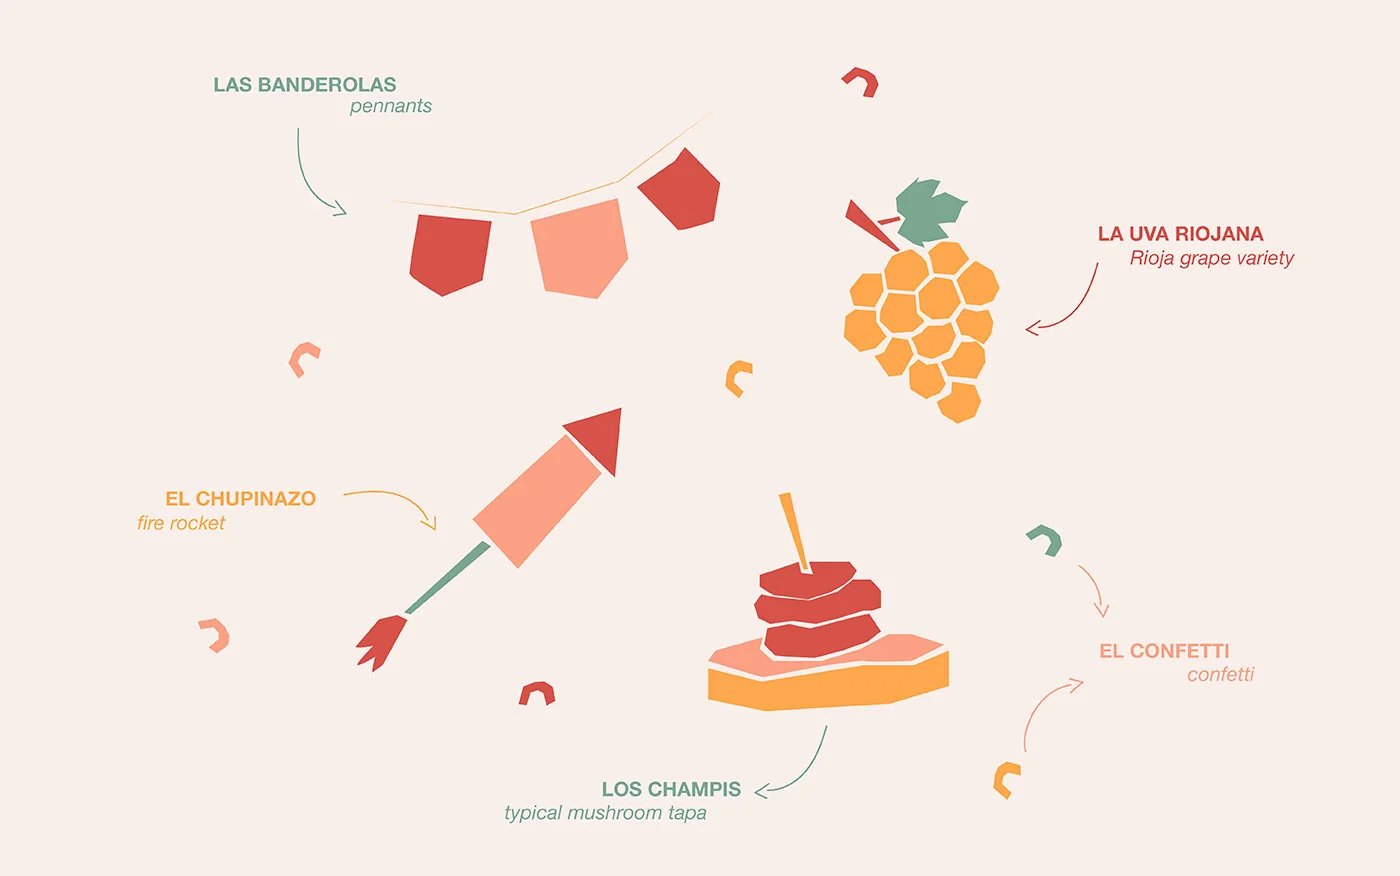 LAS BANDEROLAS
pennants
LA UVA RIOJANA
Rioja grape variety
EL CHUPINAZO
fire rocket
EL CONFETTI
confetti
LOS CHAMPIS
typical mushroom tapa